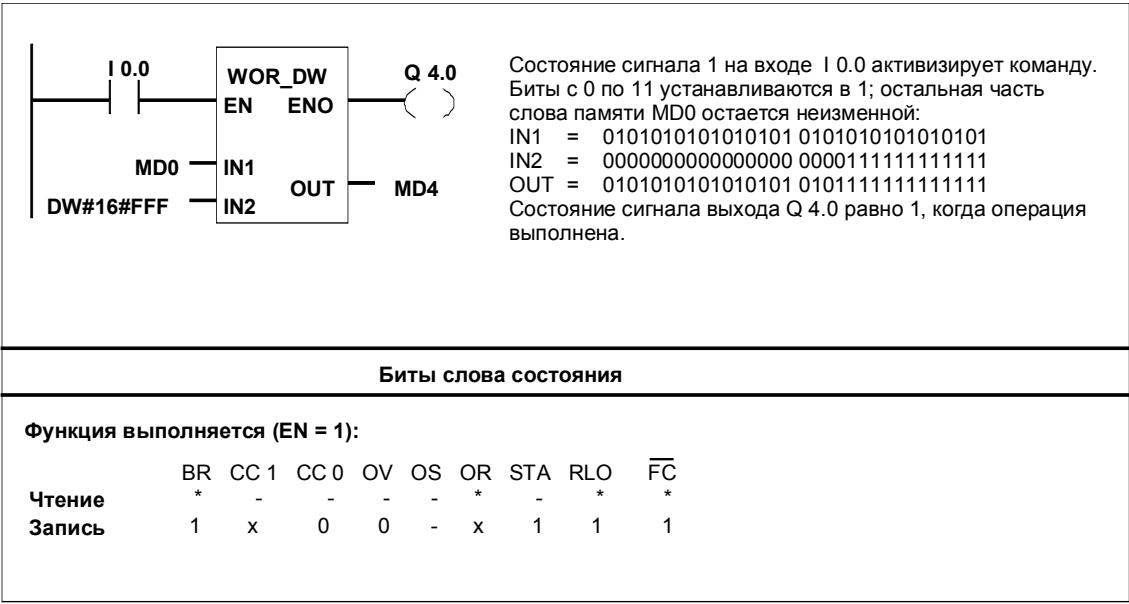 I 0.0
WOR_DW
Q 4.0
EN ENO
MD0
IN1
OUT
MD4
DW#16#FFF
IN2
Состояние сигнала 1 на входе I 0.0 активизирует команду.
Биты с 0 по 11 устанавливаются в 1; остальная часть
слова памяти MD0 остается неизменной:
IN1 = 0101010101010101 0101010101010101
IN2 = 0000000000000000 0000111111111111
OUT = 0101010101010101 0101111111111111
Состояние сигнала выхода Q 4.0 равно 1, когда операция
выполнена.
Биты слова состояния
Функция выполняется (EN = 1):
BR CC 1 CC 0 OV OS OR STA RLO FC
Чтение * - - - - * - * *
Запись 1 x 0 0 - x 1 1 1